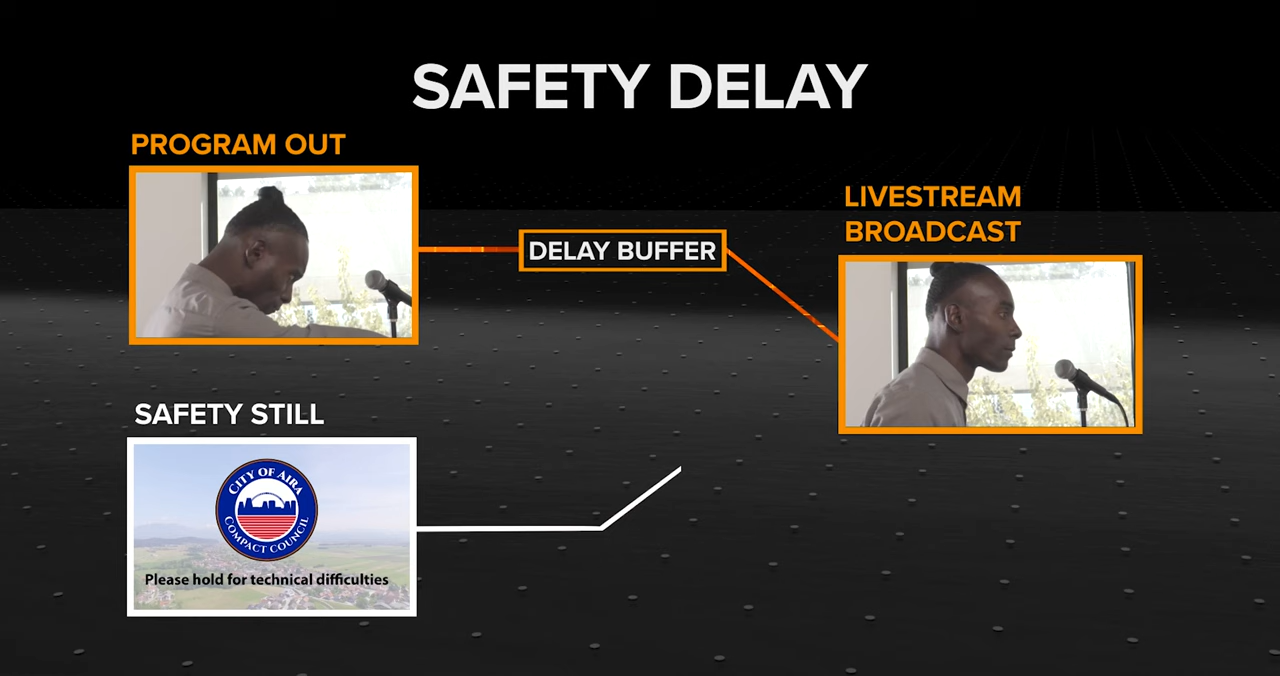 SAFETY DELAY
PROGRAM OUT
LIVESTREAM
BROADCAST
DELAY BUFFER
SAFETY STILL
CITY OF AIRA
COMPACT COUNCIL
Please hold for technical difficulties